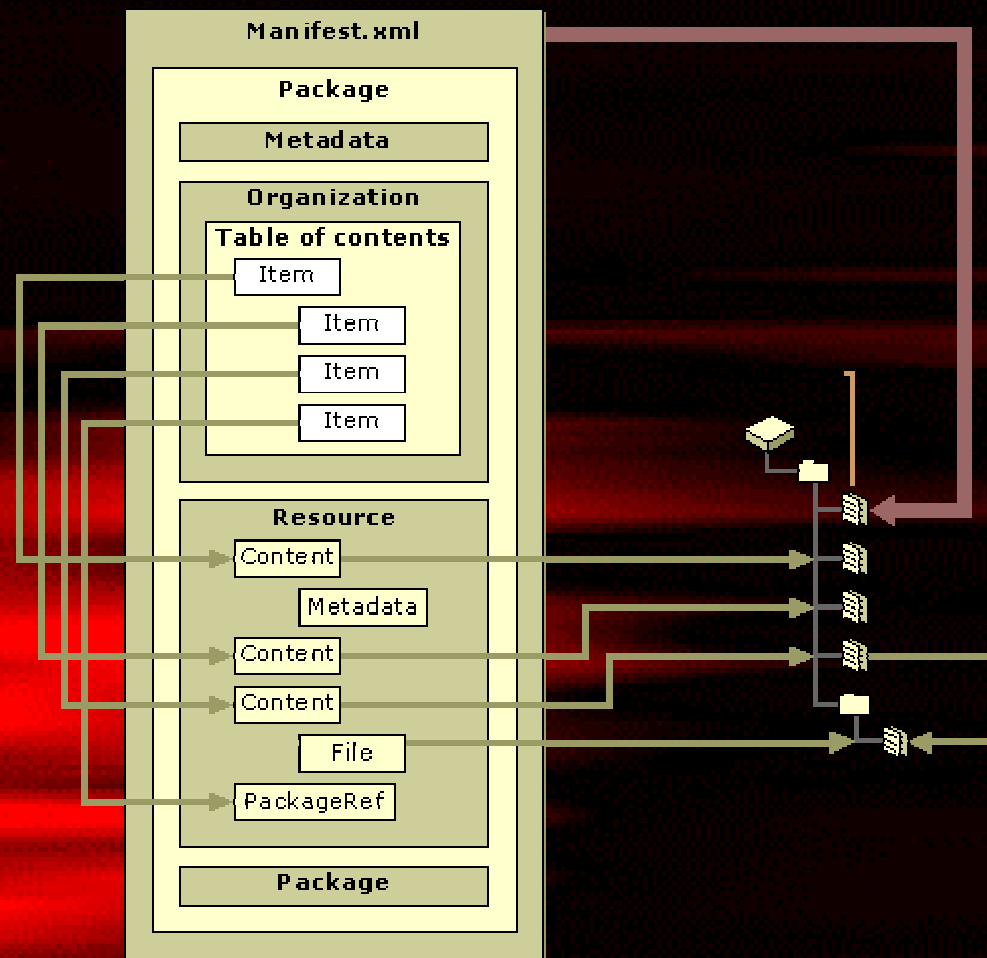 Manifest.xml
Package
Metadata
Organization
Table of contents
Item
Item
Item
Item
Resource
Content
Metadata
Content
Content
File
PackageRef
Package